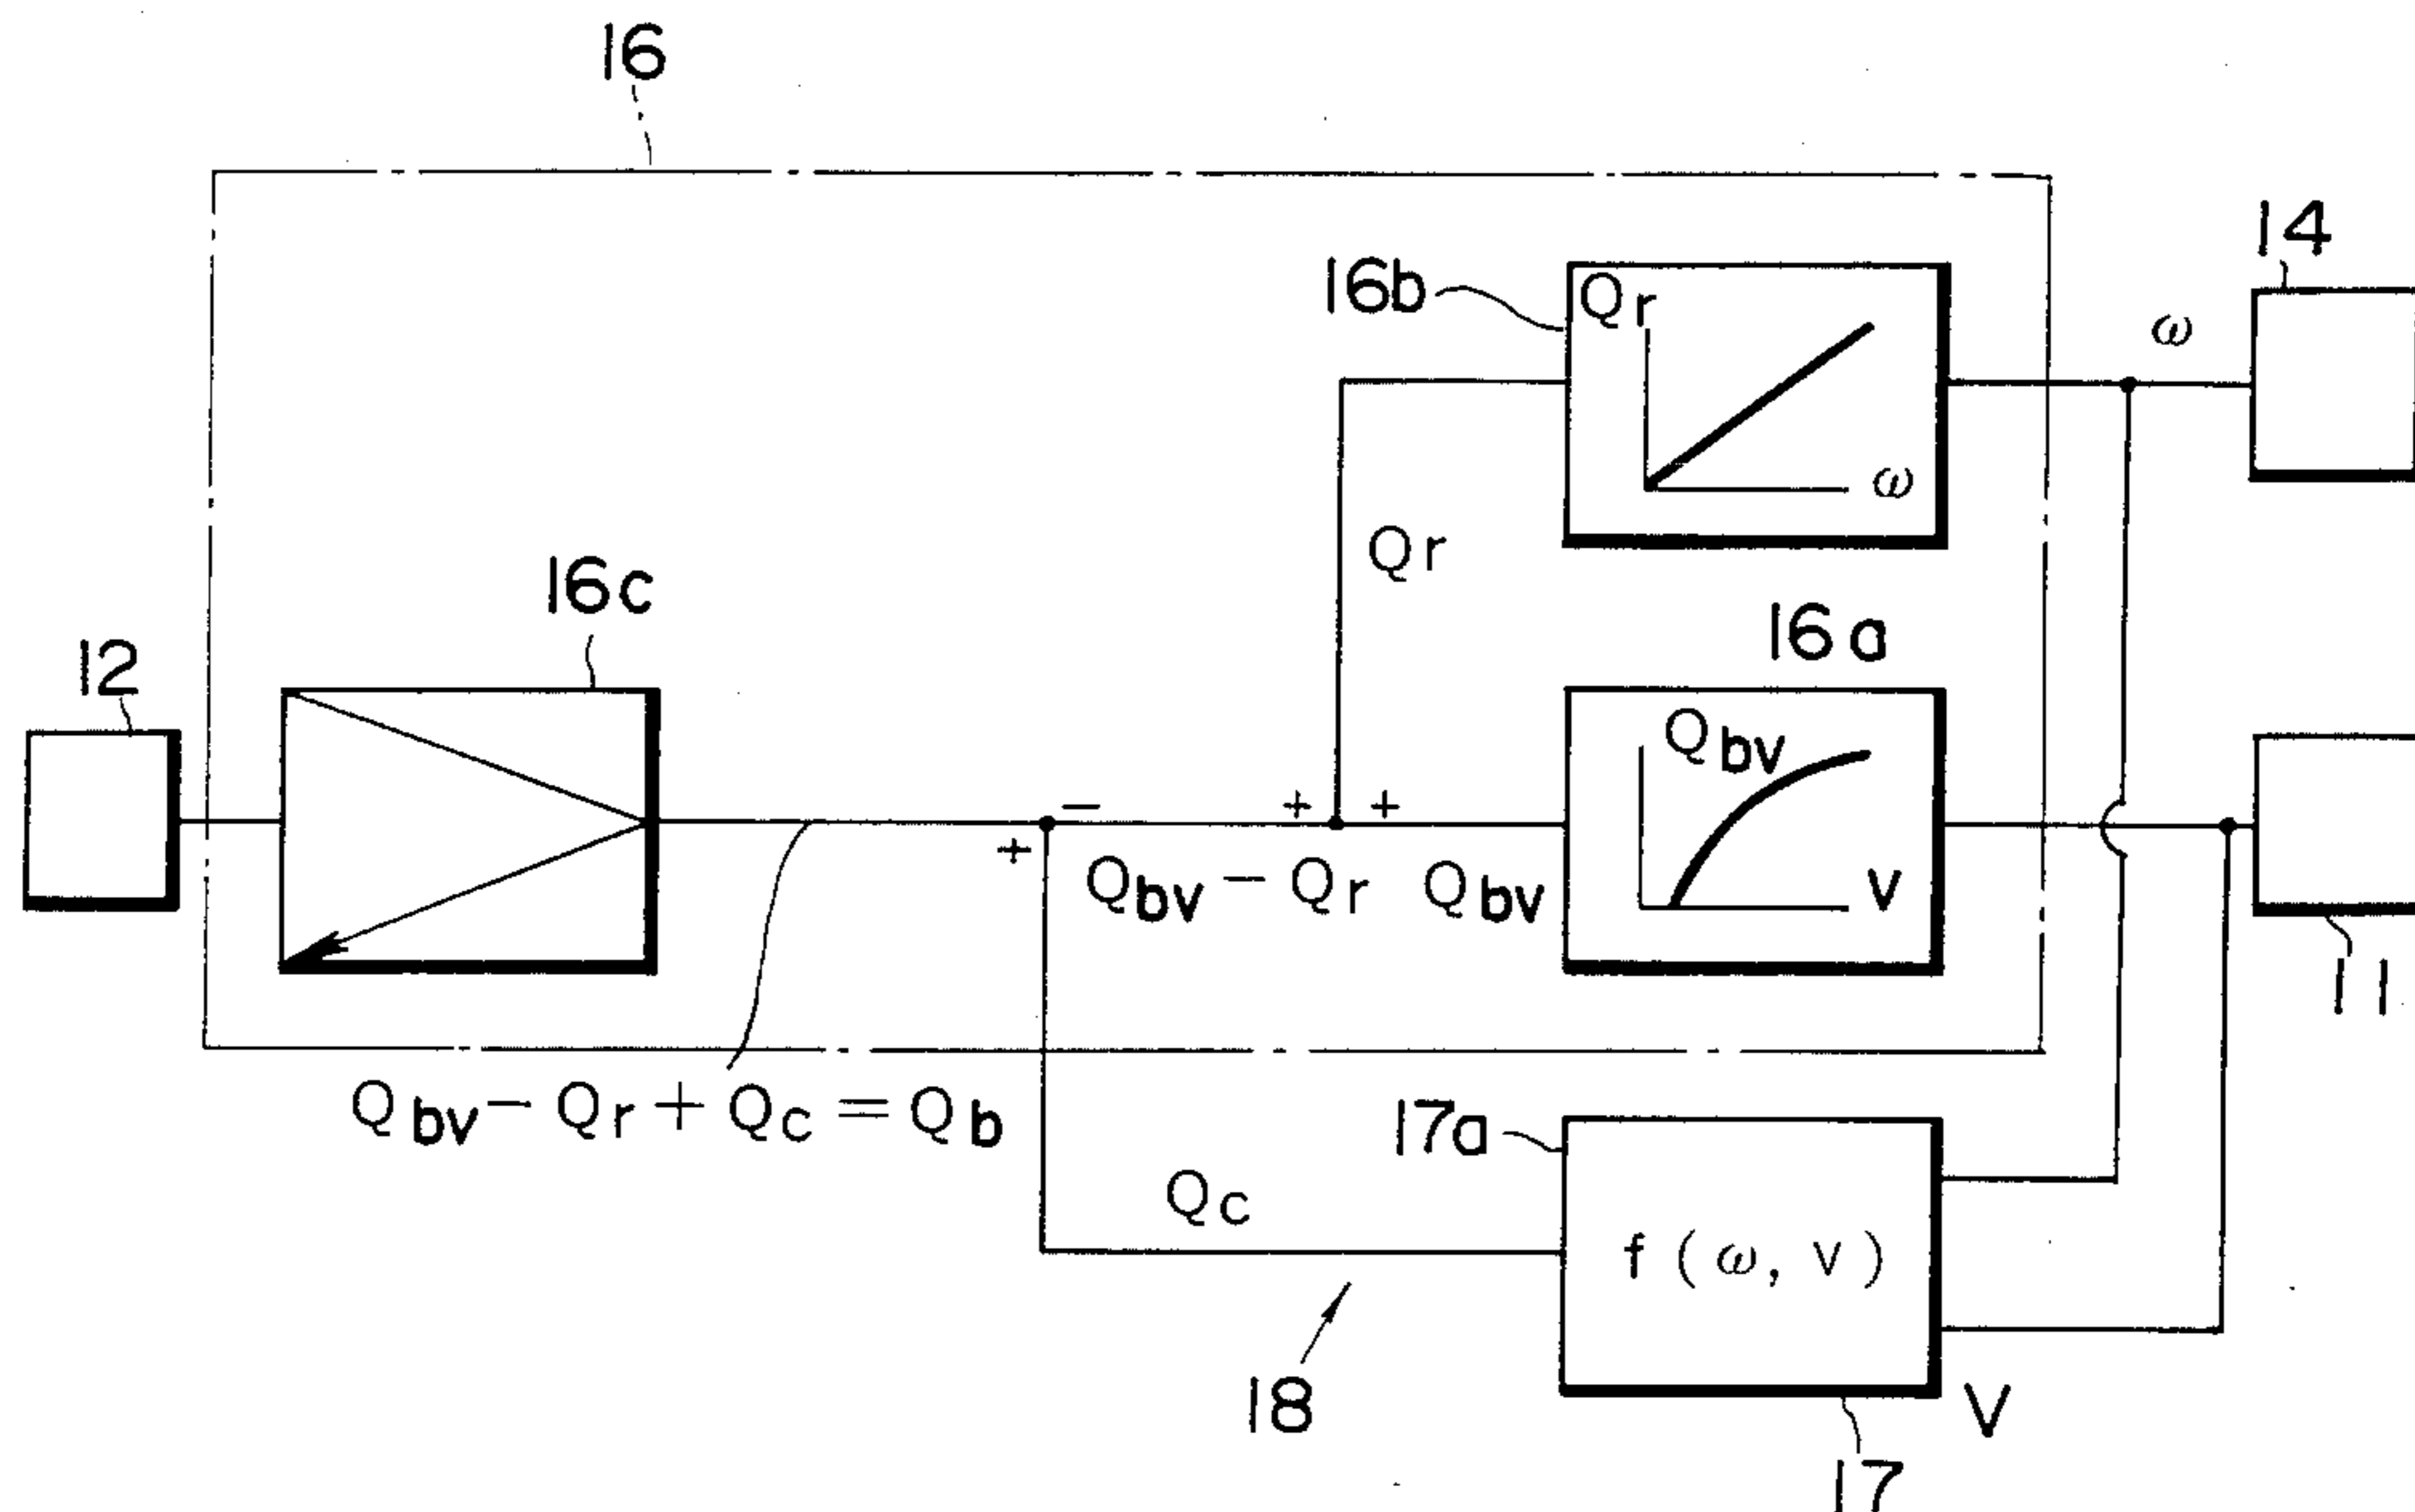 16
14
16b
Qr
ω
ω
Qr
16c
16a
12
Qbv
V
− + +
+
Qbv − Qr Qbv
11
Qbv − Qr + Qc = Qb
17a
Qc
f (ω, V)
18
V
17